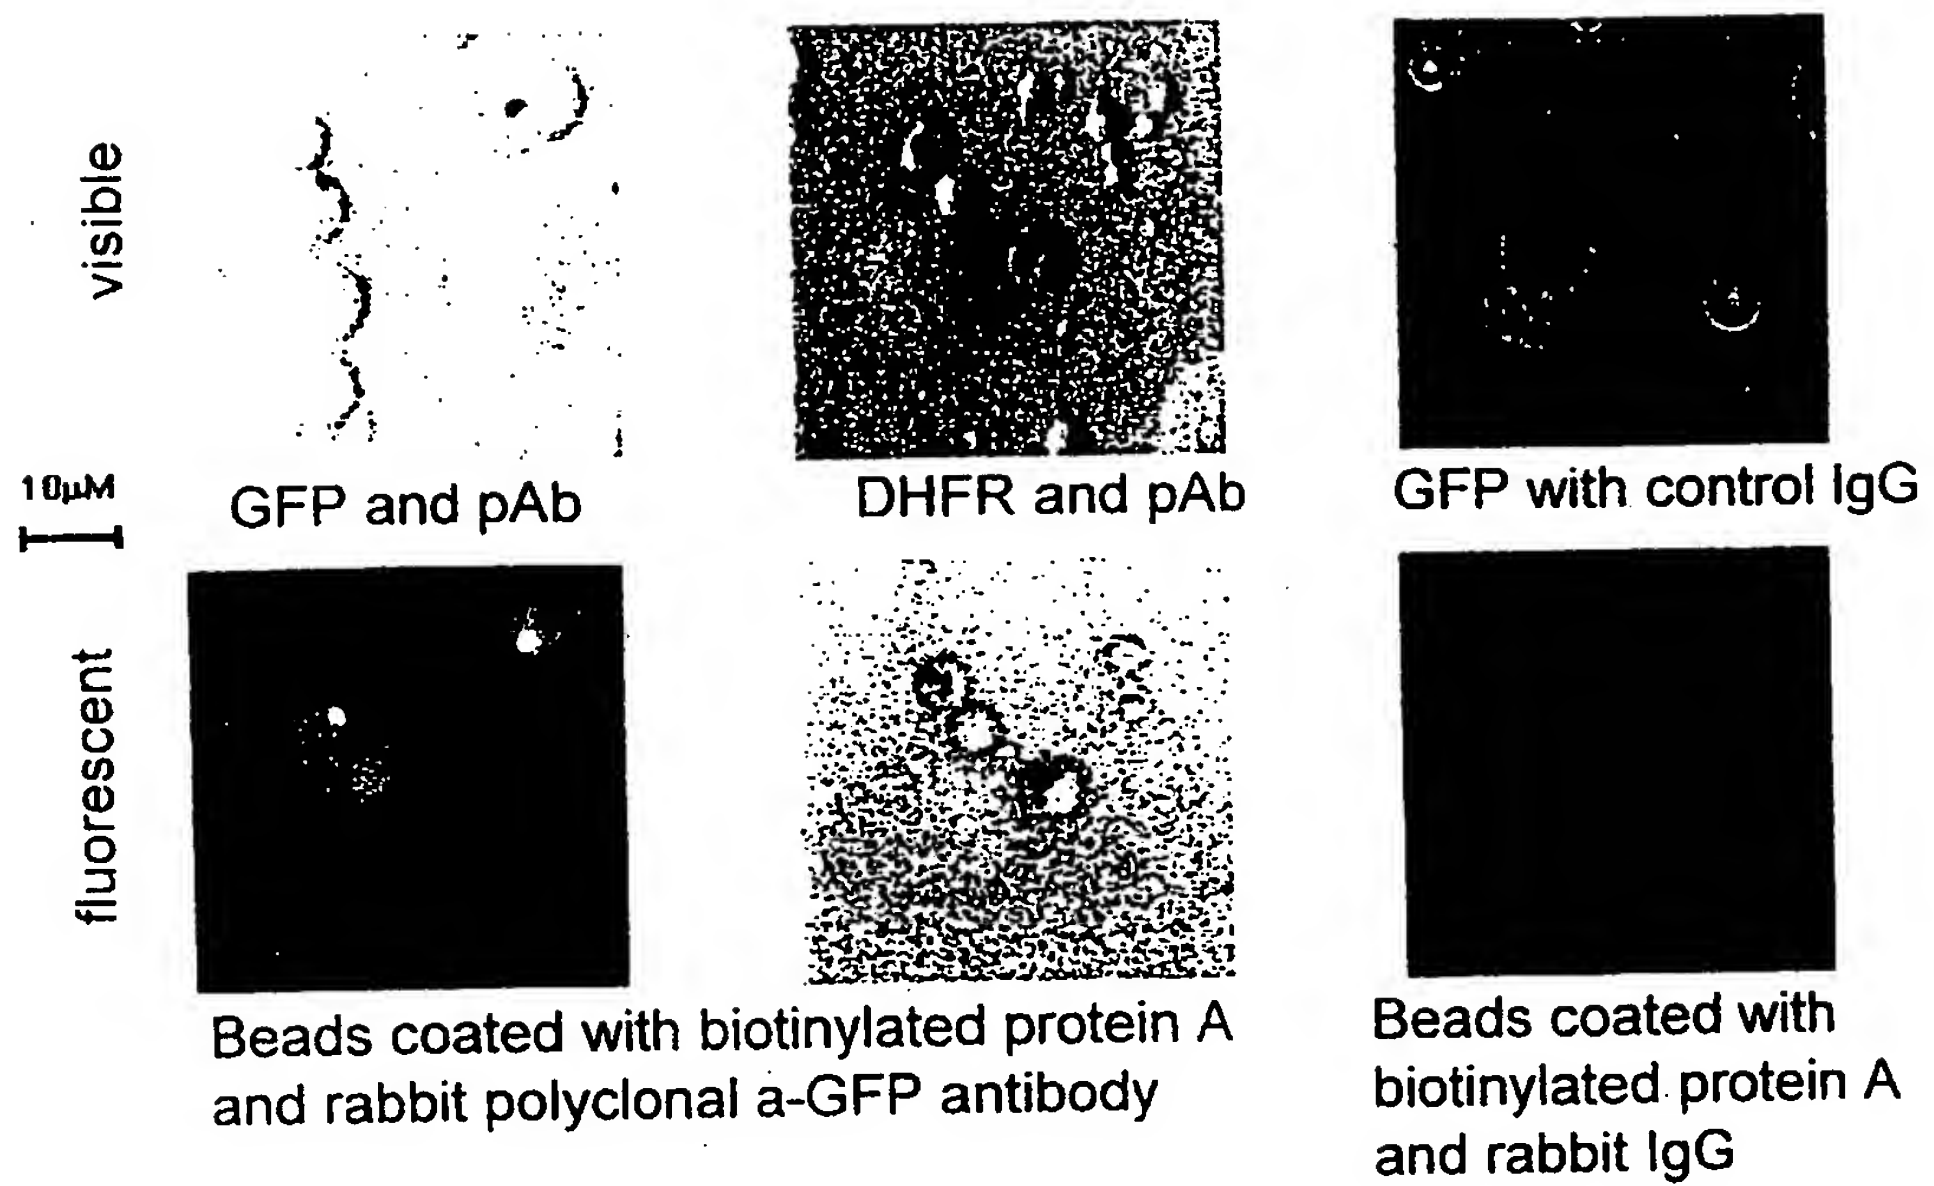 visible
GFP and pAb
DHFR and pAb
GFP with control IgG
10µM
fluorescent
Beads coated with biotinylated protein A
and rabbit polyclonal a-GFP antibody
Beads coated with
biotinylated protein A
and rabbit IgG